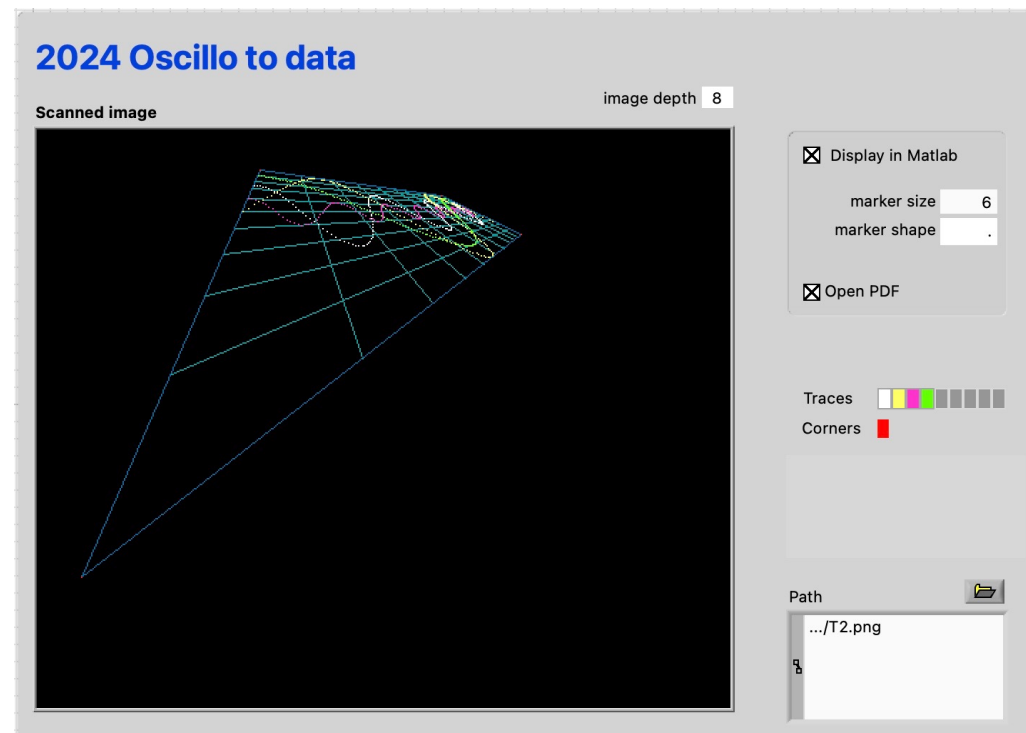 2024 Oscillo to data
image depth 8
Scanned image
Display in Matlab
marker size 6
marker shape .
Open PDF
Traces
Corners
Path
.../T2.png